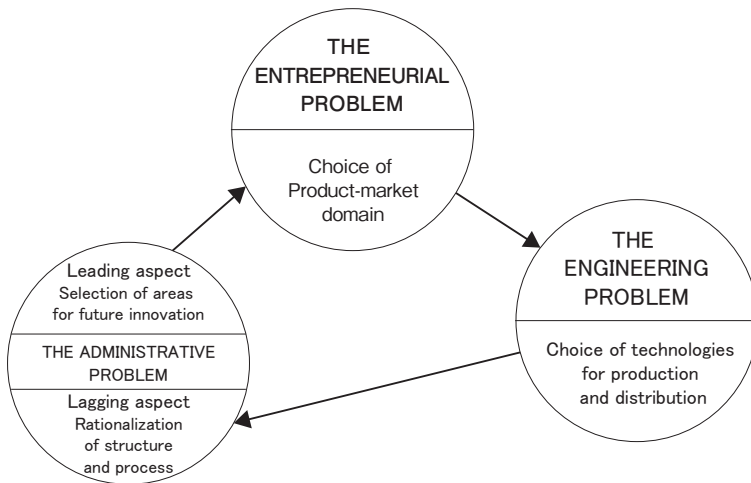 THE
ENTREPRENEURIAL
PROBLEM
Choice of
Product-market
domain
THE
ENGINEERING
PROBLEM
Choice of technologies
for production
and distribution
Leading aspect
Selection of areas
for future innovation
THE ADMINISTRATIVE
PROBLEM
Lagging aspect
Rationalization
of structure
and process